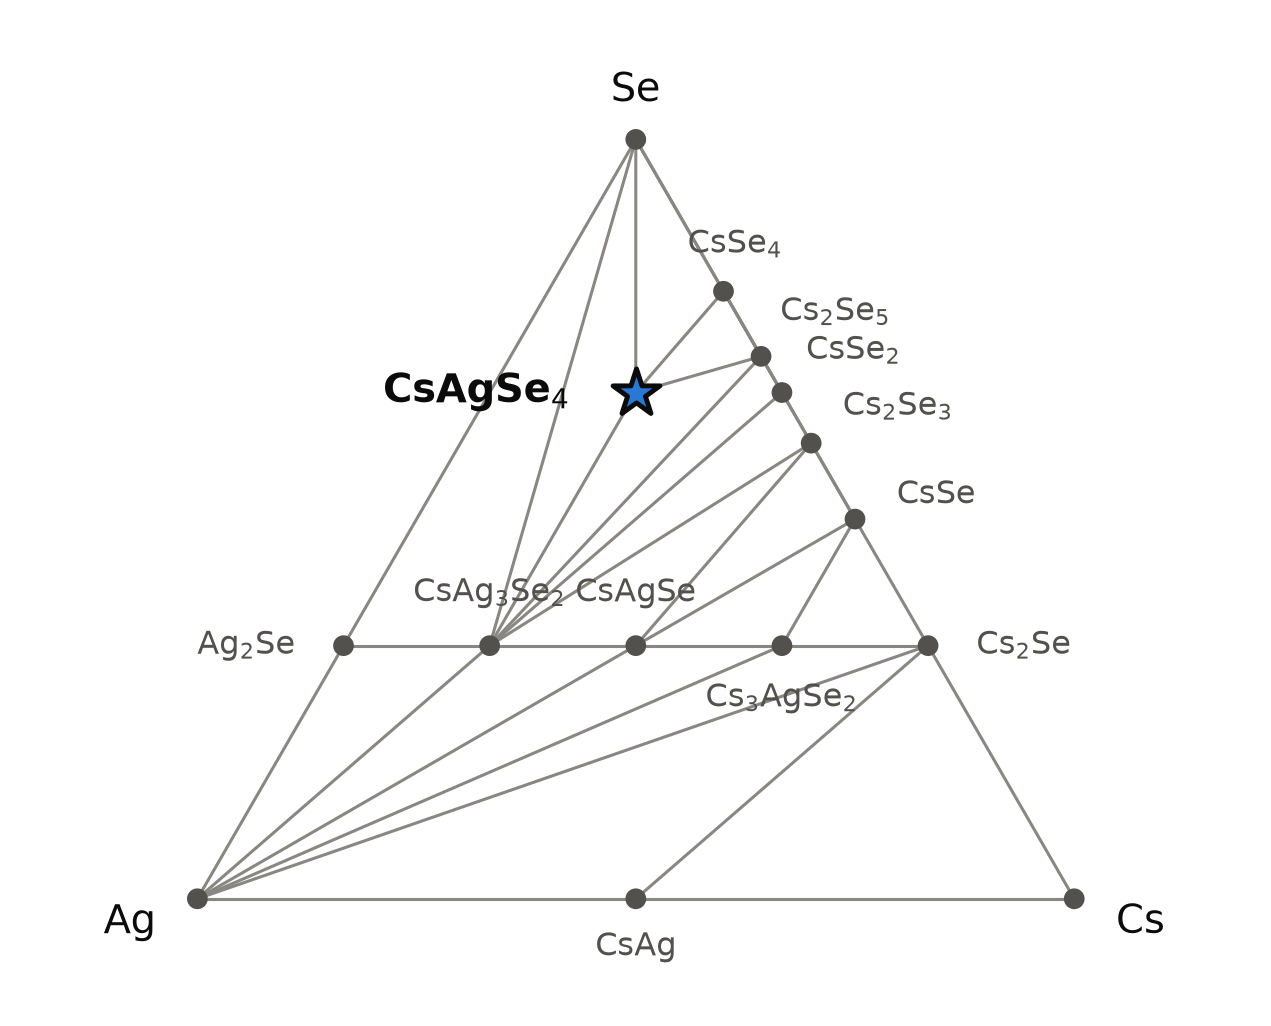 Se
CsSe₄
Cs₂Se₅
CsSe₂
CsAgSe₄
Cs₂Se₃
CsSe
CsAg₃Se₂ CsAgSe
Ag₂Se
Cs₂Se
Cs₃AgSe₂
Ag
Cs
CsAg